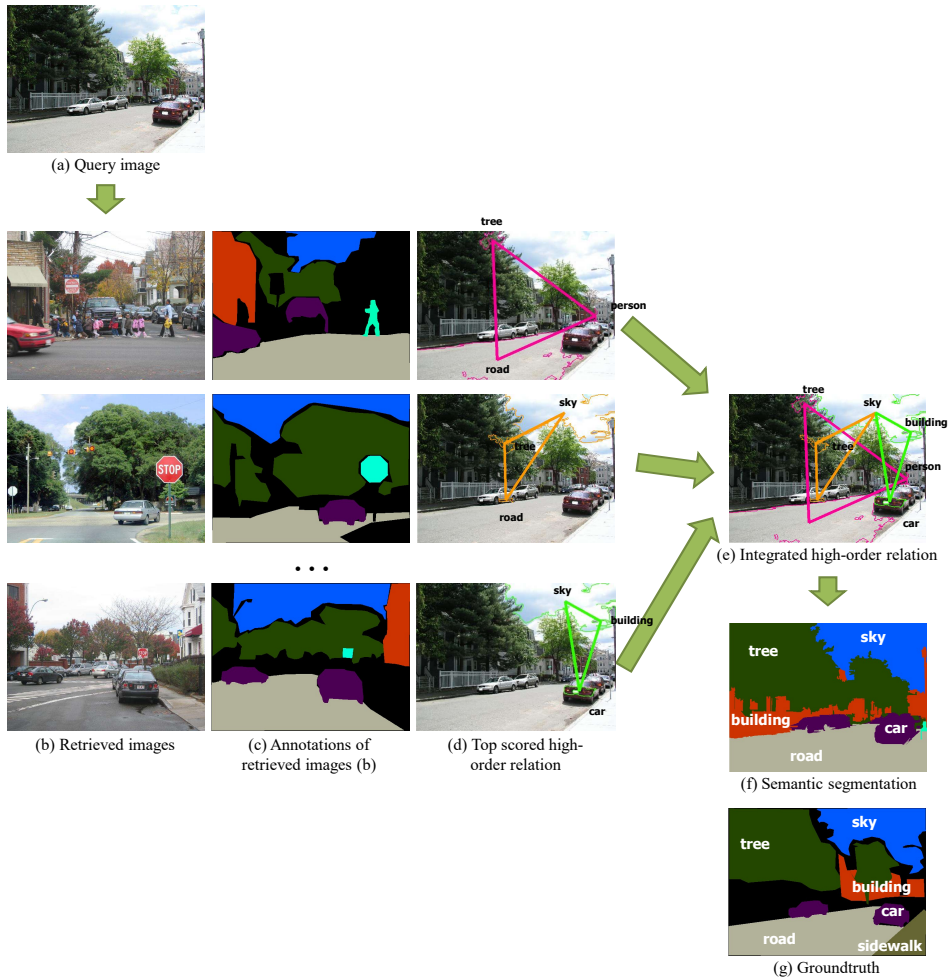 (a) Query image
tree
person
road
sky
tree
road
STOP
sky
building
car
tree
sky
building
tree
person
car
(e) Integrated high-order relation
(b) Retrieved images
(c) Annotations of
retrieved images (b)
(d) Top scored high-
order relation
sky
tree
building
car
road
(f) Semantic segmentation
sky
tree
building
car
road
sidewalk
(g) Groundtruth